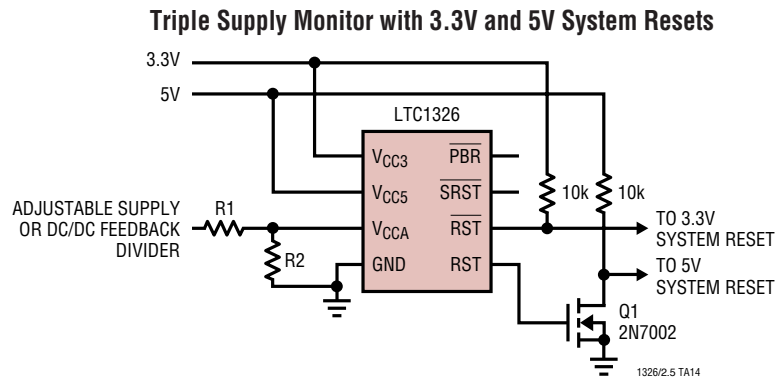 Triple Supply Monitor with 3.3V and 5V System Resets
3.3V
5V
LTC1326
VCC3
PBR
VCC5
SRST
10k
10k
ADJUSTABLE SUPPLY
OR DC/DC FEEDBACK
DIVIDER
R1
VCCA
RST
TO 3.3V
SYSTEM RESET
R2
GND
RST
TO 5V
SYSTEM RESET
Q1
2N7002
1326/2.5 TA14